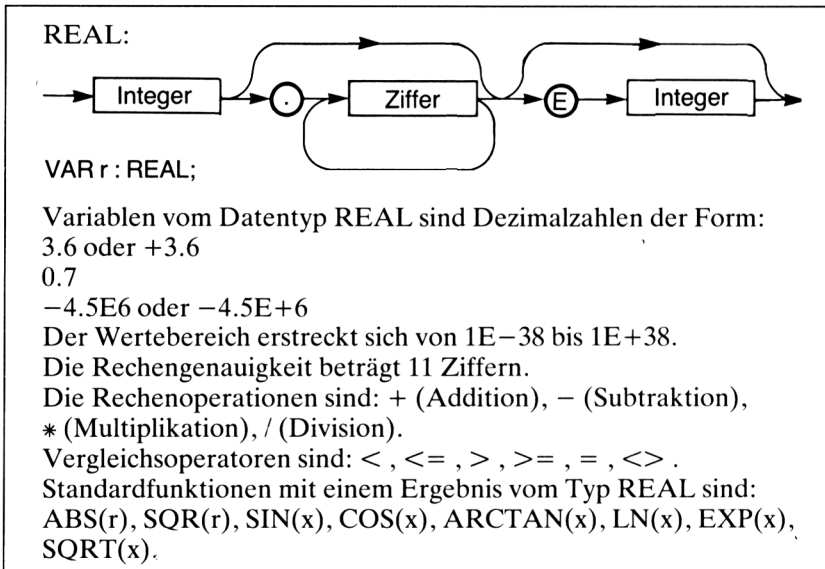 REAL:
Integer . Ziffer E Integer
VAR r : REAL;
Variablen vom Datentyp REAL sind Dezimalzahlen der Form:
3.6 oder +3.6
0.7
−4.5E6 oder −4.5E+6
Der Wertebereich erstreckt sich von 1E−38 bis 1E+38.
Die Rechengenauigkeit beträgt 11 Ziffern.
Die Rechenoperationen sind: + (Addition), − (Subtraktion),
* (Multiplikation), / (Division).
Vergleichsoperatoren sind: < , <= , > , >= , = , <> .
Standardfunktionen mit einem Ergebnis vom Typ REAL sind:
ABS(r), SQR(r), SIN(x), COS(x), ARCTAN(x), LN(x), EXP(x),
SQRT(x).